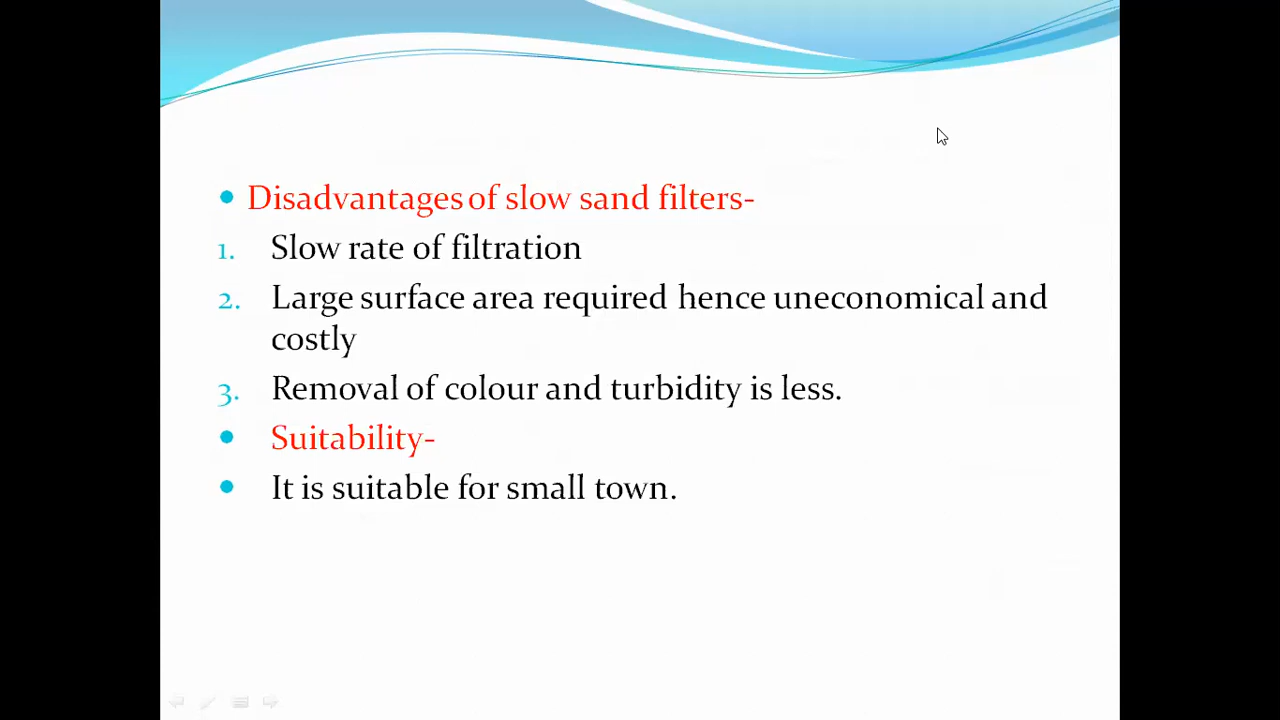 Disadvantages of slow sand filters-
1. Slow rate of filtration
2. Large surface area required hence uneconomical and
costly
3. Removal of colour and turbidity is less.
Suitability-
It is suitable for small town.